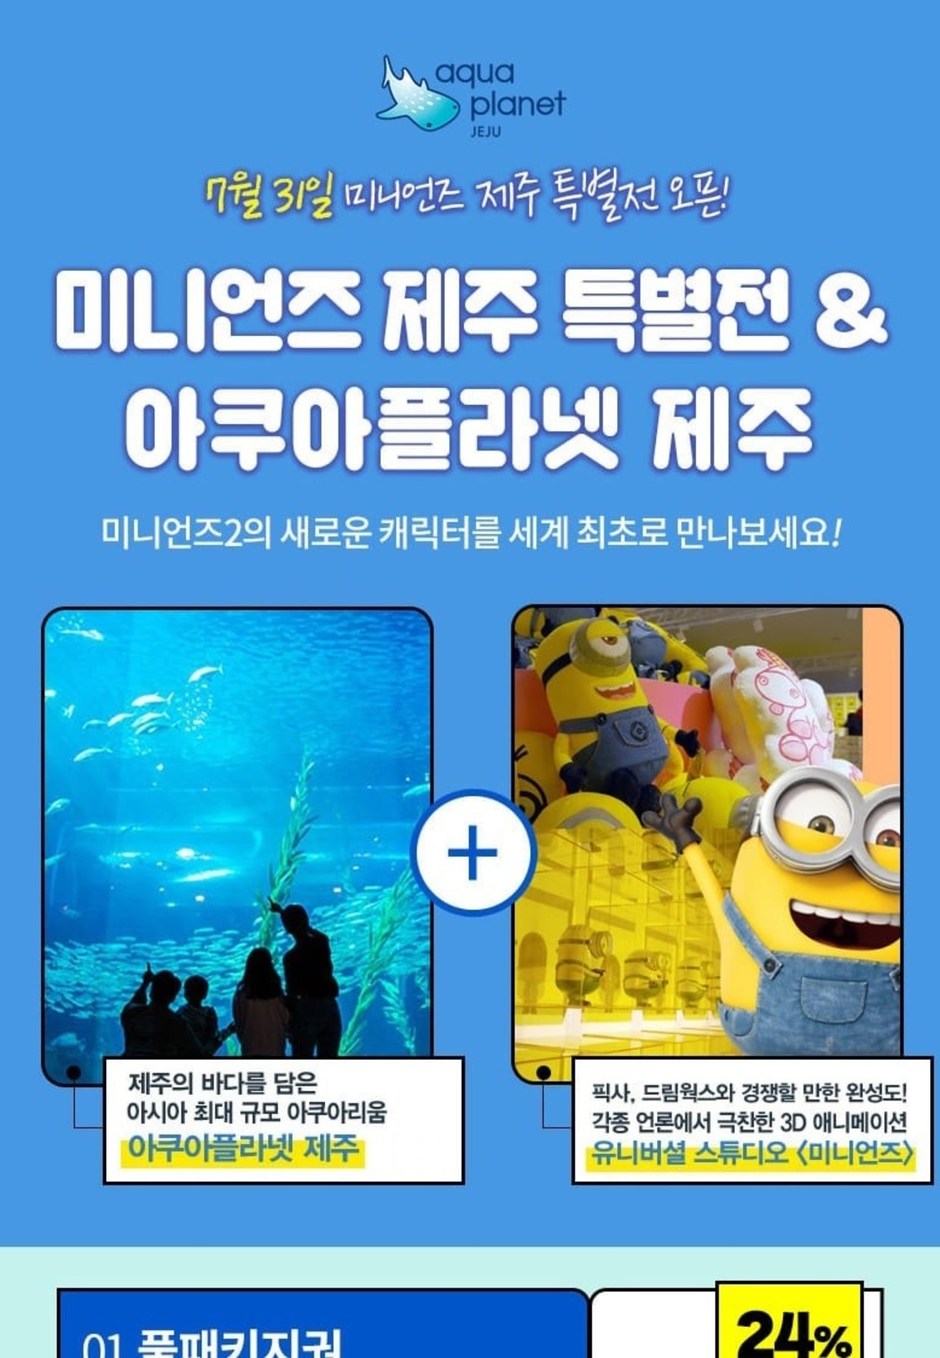 aqua
planet
JEJU
7월 31일 미니언즈 제주 특별전 오픈!
미니언즈 제주 특별전 &
아쿠아플라넷 제주
미니언즈2의 새로운 캐릭터를 세계 최초로 만나보세요!
+
제주의 바다를 담은
아시아 최대 규모 아쿠아리움
아쿠아플라넷 제주
픽사, 드림웍스와 경쟁할 만한 완성도!
각종 언론에서 극찬한 3D 애니메이션
유니버셜 스튜디오 <미니언즈>
01 풀패키지권
24%